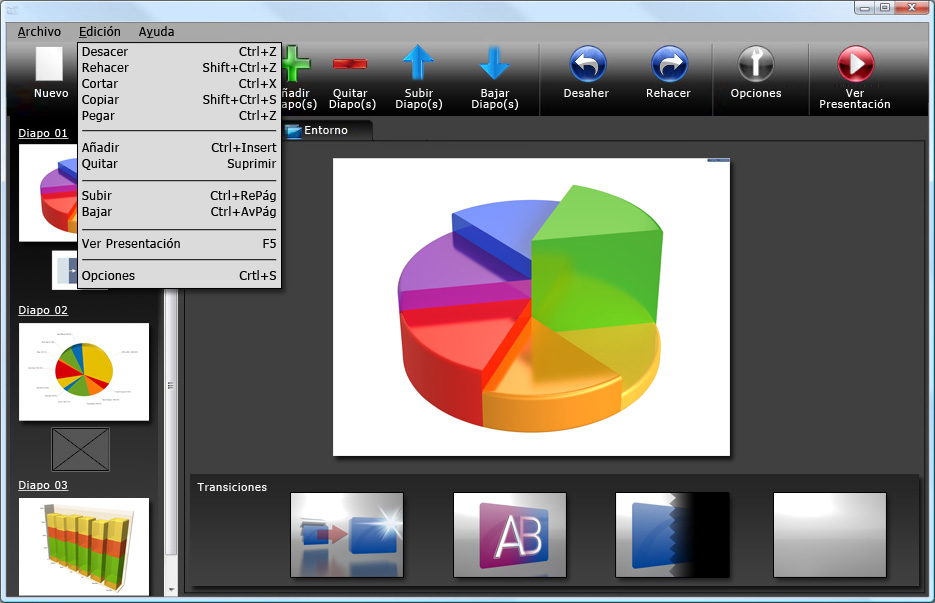 Archivo Edición Ayuda
Desacer Ctrl+Z
Rehacer Shift+Ctrl+Z
Cortar Ctrl+X
Copiar Shift+Ctrl+S
Pegar Ctrl+Z
Añadir Ctrl+Insert
Quitar Suprimir
Subir Ctrl+RePág
Bajar Ctrl+AvPág
Ver Presentación F5
Opciones Crtl+S
Nuevo
ñadir
apo(s)
Quitar
Diapo(s)
Subir
Diapo(s)
Bajar
Diapo(s)
Desaher
Rehacer
Opciones
Ver
Presentación
Entorno
Diapo 01
Diapo 02
Diapo 03
Transiciones
AB